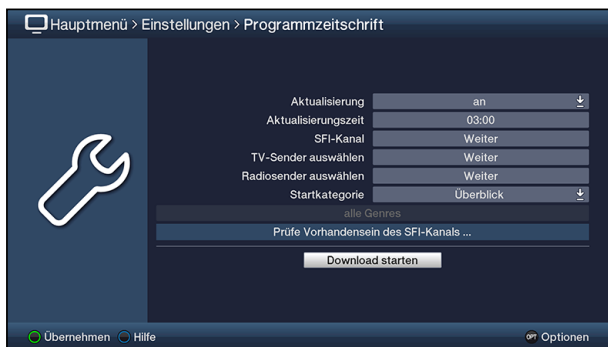 Hauptmenü > Einstellungen > Programmzeitschrift
Aktualisierung an
Aktualisierungszeit 03:00
SFI-Kanal Weiter
TV-Sender auswählen Weiter
Radiosender auswählen Weiter
Startkategorie Überblick
alle Genres
Prüfe Vorhandensein des SFI-Kanals ...
Download starten
Übernehmen Hilfe OPT Optionen